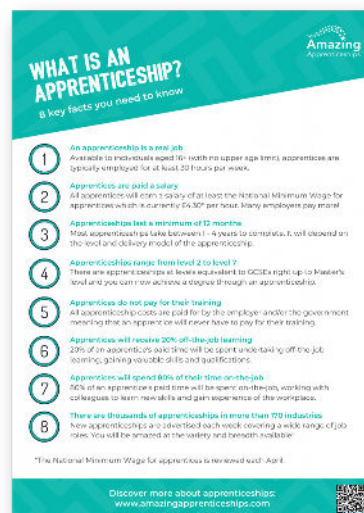 Amazing
Apprenticeships
WHAT IS AN
APPRENTICESHIP?
8 key facts you need to know
1
An apprenticeship is a real job
Available to individuals aged 16+ (with no upper age limit), apprentices are
typically employed for at least 30 hours per week.
2
Apprentices are paid a salary
All apprentices will earn a salary of at least the National Minimum Wage for
apprentices which is currently £4.30* per hour. Many employers pay more!
3
Apprenticeships last a minimum of 12 months
Most apprenticeships take between 1 - 4 years to complete. It will depend on
the level and delivery model of the apprenticeship.
4
Apprenticeships range from level 2 to level 7
There are apprenticeships at levels equivalent to GCSEs right up to Master's
level and you can now achieve a degree through an apprenticeship.
5
Apprentices do not pay for their training
All apprenticeship costs are paid for by the employer and/or the government
meaning that an apprentice will never have to pay for their training.
6
Apprentices will receive 20% off-the-job learning
20% of an apprentice's paid time will be spent undertaking off-the-job
learning, gaining valuable skills and qualifications.
7
Apprentices will spend 80% of their time on-the-job
80% of an apprentice's paid time will be spent on-the-job, working with
colleagues to learn new skills and gain experience of the workplace.
8
There are thousands of apprenticeships in more than 170 industries
New apprenticeships are advertised each week covering a wide range of job
roles. You will be amazed at the variety and breadth available!
*The National Minimum Wage for apprentices is reviewed each April.
Discover more about apprenticeships:
www.amazingapprenticeships.com